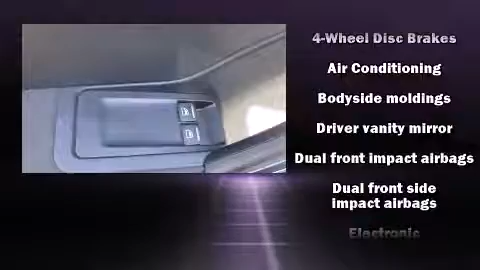 4-Wheel Disc Brakes
Air Conditioning
Bodyside moldings
Driver vanity mirror
Dual front impact airbags
Dual front side
impact airbags
Electronic